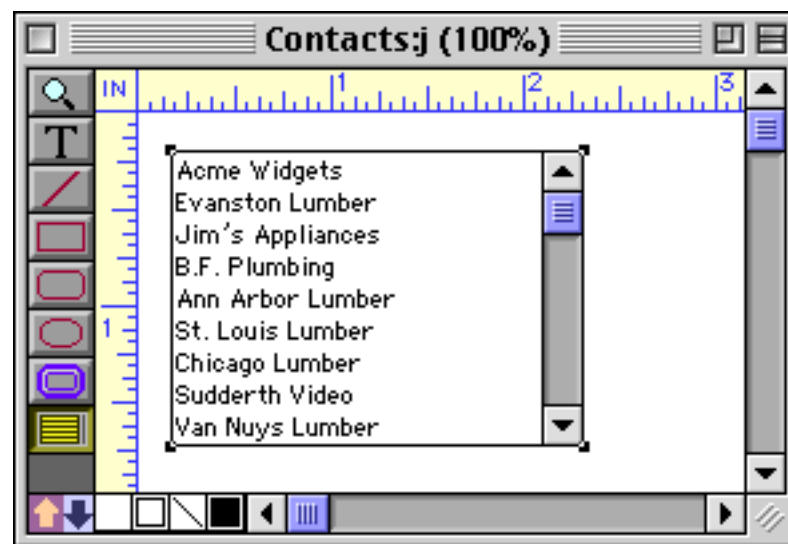 Contacts:j (100%)
IN 1 2 3
T
Acme Widgets
Evanston Lumber
Jim's Appliances
B.F. Plumbing
Ann Arbor Lumber
1
St. Louis Lumber
Chicago Lumber
Sudderth Video
Van Nuys Lumber